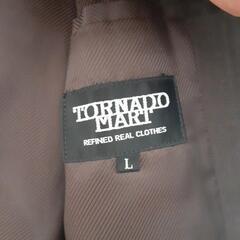 TORNADO
MART
REFINED REAL CLOTHES
L